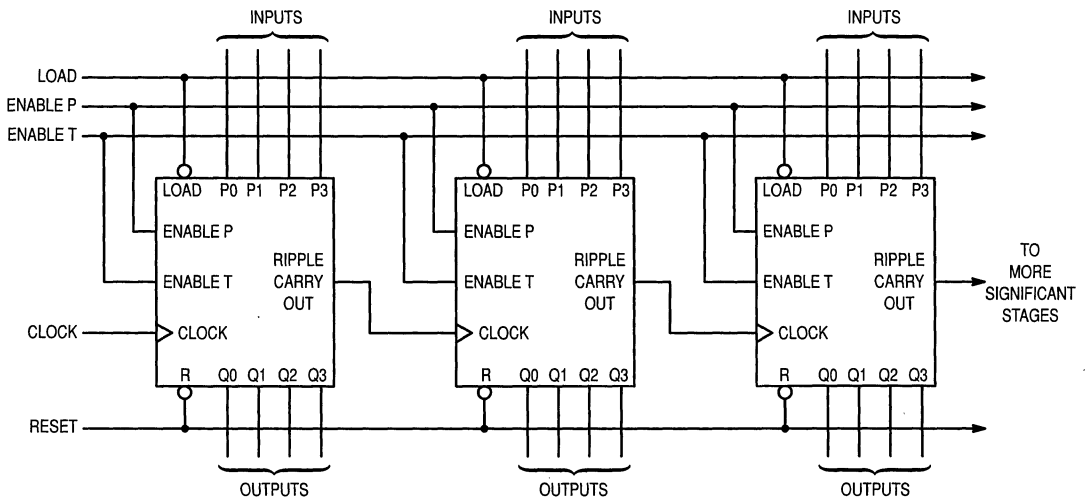 INPUTS INPUTS INPUTS
LOAD
ENABLE P
ENABLE T
LOAD P0 P1 P2 P3 LOAD P0 P1 P2 P3 LOAD P0 P1 P2 P3
ENABLE P ENABLE P ENABLE P
RIPPLE RIPPLE RIPPLE TO
ENABLE T CARRY ENABLE T CARRY ENABLE T CARRY MORE
OUT OUT OUT SIGNIFICANT
STAGES
CLOCK CLOCK CLOCK CLOCK
R Q0 Q1 Q2 Q3 R Q0 Q1 Q2 Q3 R Q0 Q1 Q2 Q3
RESET
OUTPUTS OUTPUTS OUTPUTS